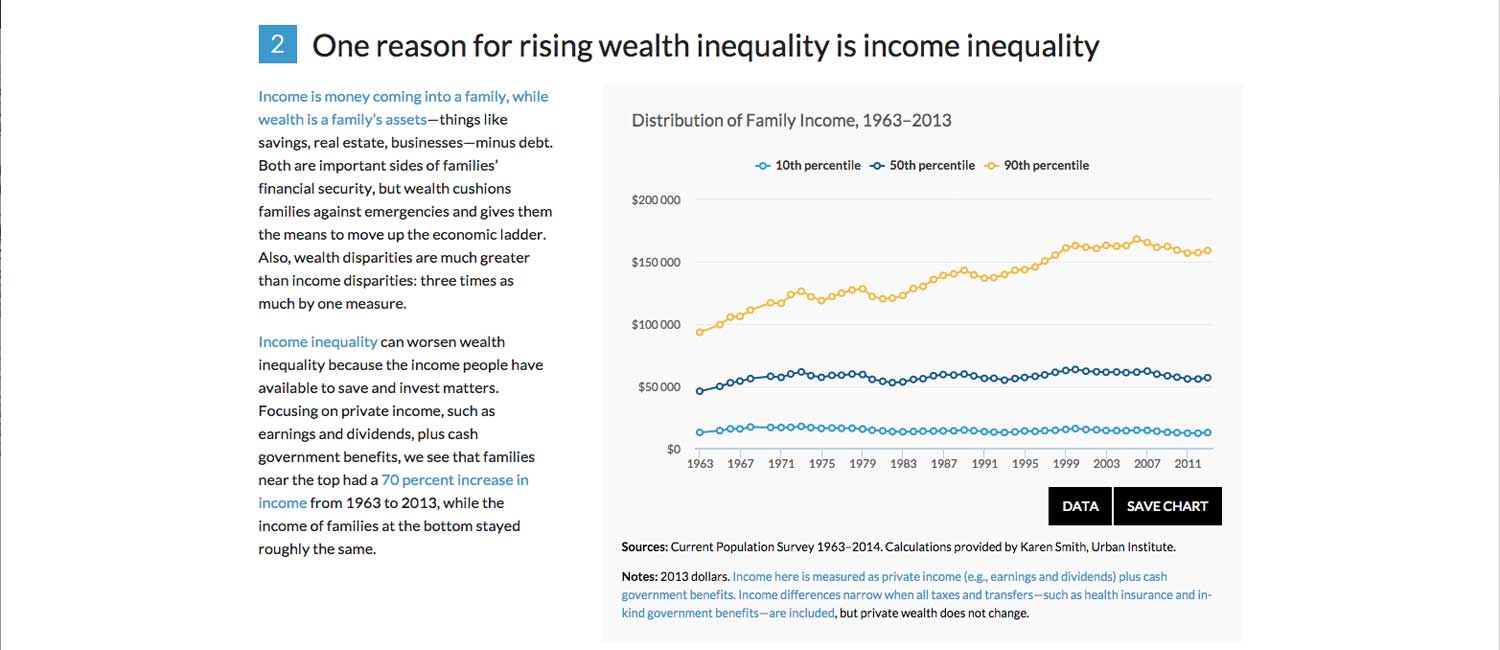 2 One reason for rising wealth inequality is income inequality
Income is money coming into a family, while
wealth is a family's assets—things like
savings, real estate, businesses—minus debt.
Both are important sides of families'
financial security, but wealth cushions
families against emergencies and gives them
the means to move up the economic ladder.
Also, wealth disparities are much greater
than income disparities: three times as
much by one measure.
Income inequality can worsen wealth
inequality because the income people have
available to save and invest matters.
Focusing on private income, such as
earnings and dividends, plus cash
government benefits, we see that families
near the top had a 70 percent increase in
income from 1963 to 2013, while the
income of families at the bottom stayed
roughly the same.
Distribution of Family Income, 1963–2013
10th percentile 50th percentile 90th percentile
$200 000
$150 000
$100 000
$50 000
$0
1963 1967 1971 1975 1979 1983 1987 1991 1995 1999 2003 2007 2011
DATA SAVE CHART
Sources: Current Population Survey 1963–2014. Calculations provided by Karen Smith, Urban Institute.
Notes: 2013 dollars. Income here is measured as private income (e.g., earnings and dividends) plus cash
government benefits. Income differences narrow when all taxes and transfers—such as health insurance and in-
kind government benefits—are included, but private wealth does not change.